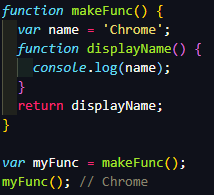 function makeFunc() {
  var name = 'Chrome';
  function displayName() {
    console.log(name);
  }
  return displayName;
}

var myFunc = makeFunc();
myFunc(); // Chrome